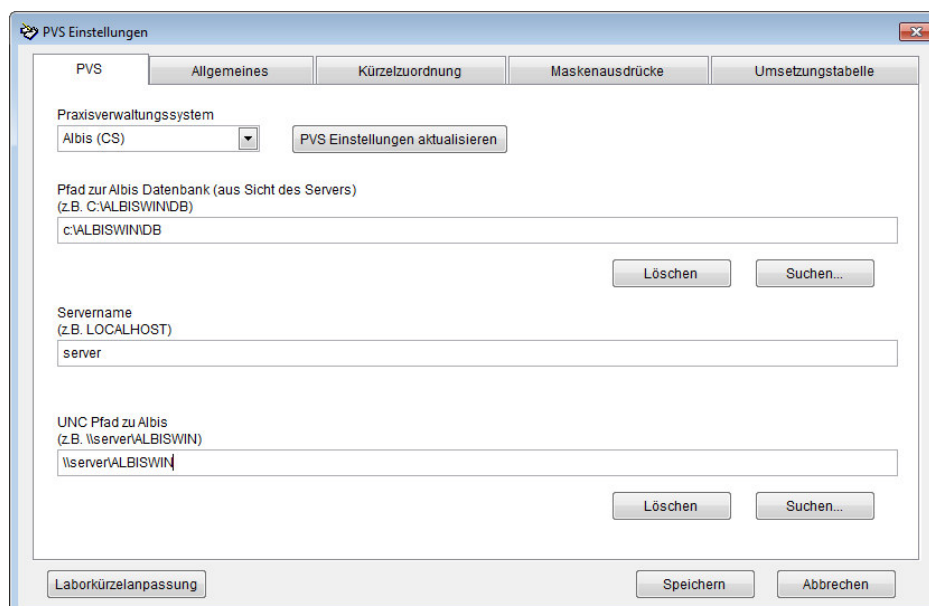 PVS Einstellungen
PVS
Allgemeines
Kürzelzuordnung
Maskenausdrücke
Umsetzungstabelle
Praxisverwaltungssystem
Albis (CS)
PVS Einstellungen aktualisieren
Pfad zur Albis Datenbank (aus Sicht des Servers)
(z.B. C:\ALBISWIN\DB)
c:\ALBISWIN\DB
Löschen
Suchen...
Servername
(z.B. LOCALHOST)
server
UNC Pfad zu Albis
(z.B. \\server\ALBISWIN)
\\server\ALBISWIN
Löschen
Suchen...
Laborkürzelanpassung
Speichern
Abbrechen